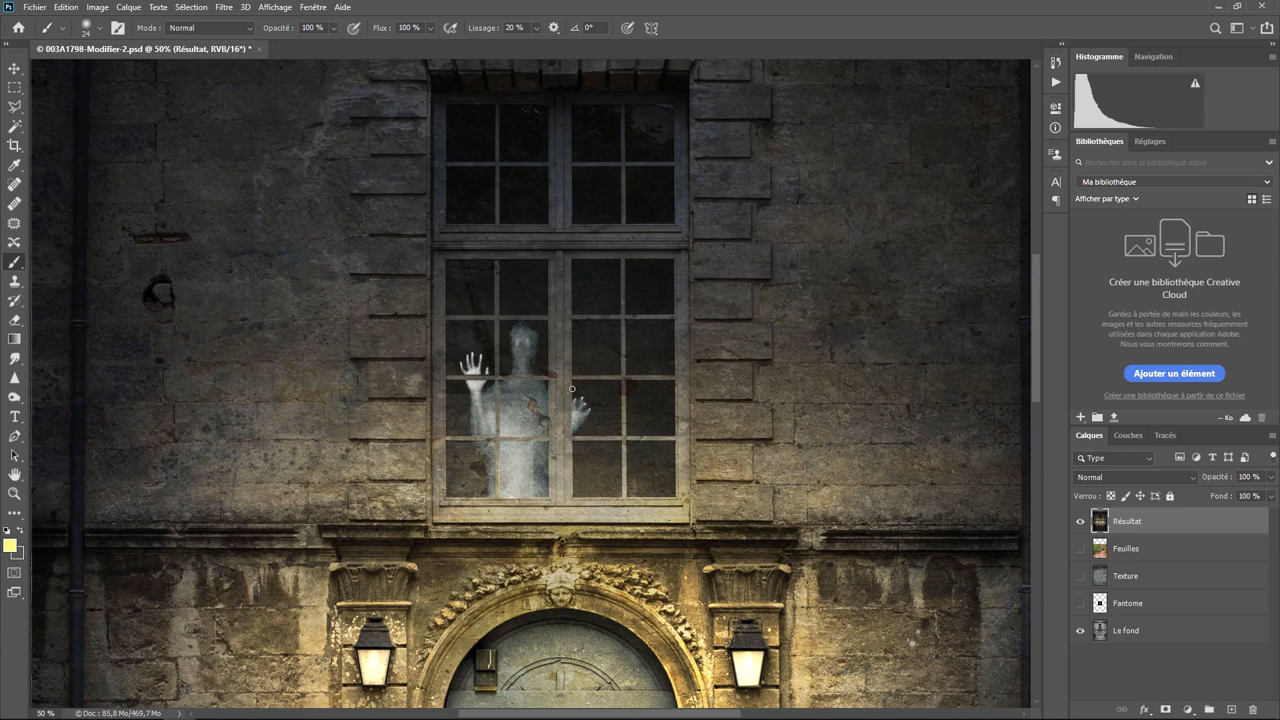 Ps Fichier Edition Image Calque Texte Sélection Filtre 3D Affichage Fenêtre Aide
24 Mode : Normal Opacité : 100 % Flux : 100 % Lissage : 20 % 0°
© 003A1798-Modifier-2.psd @ 50% (Résultat, RVB/16*) * ×
Histogramme Navigation
Bibliothèques Réglages
Rechercher dans la bibliothèque active
Ma bibliothèque
Afficher par type
Créer une bibliothèque Creative
Cloud
Gardez à portée de main les couleurs, les
images et les autres ressources fréquemment
utilisées dans chaque application Adobe.
Nous vous montrerons comment.
Ajouter un élément
Créer une bibliothèque à partir de ce fichier
-- Ko
Calques Couches Tracés
Type
Normal Opacité : 100 %
Verrou : Fond : 100 %
Résultat
Feuilles
Texture
Fantome
Le fond
50 % © Doc : 85,8 Mo/469,7 Mo